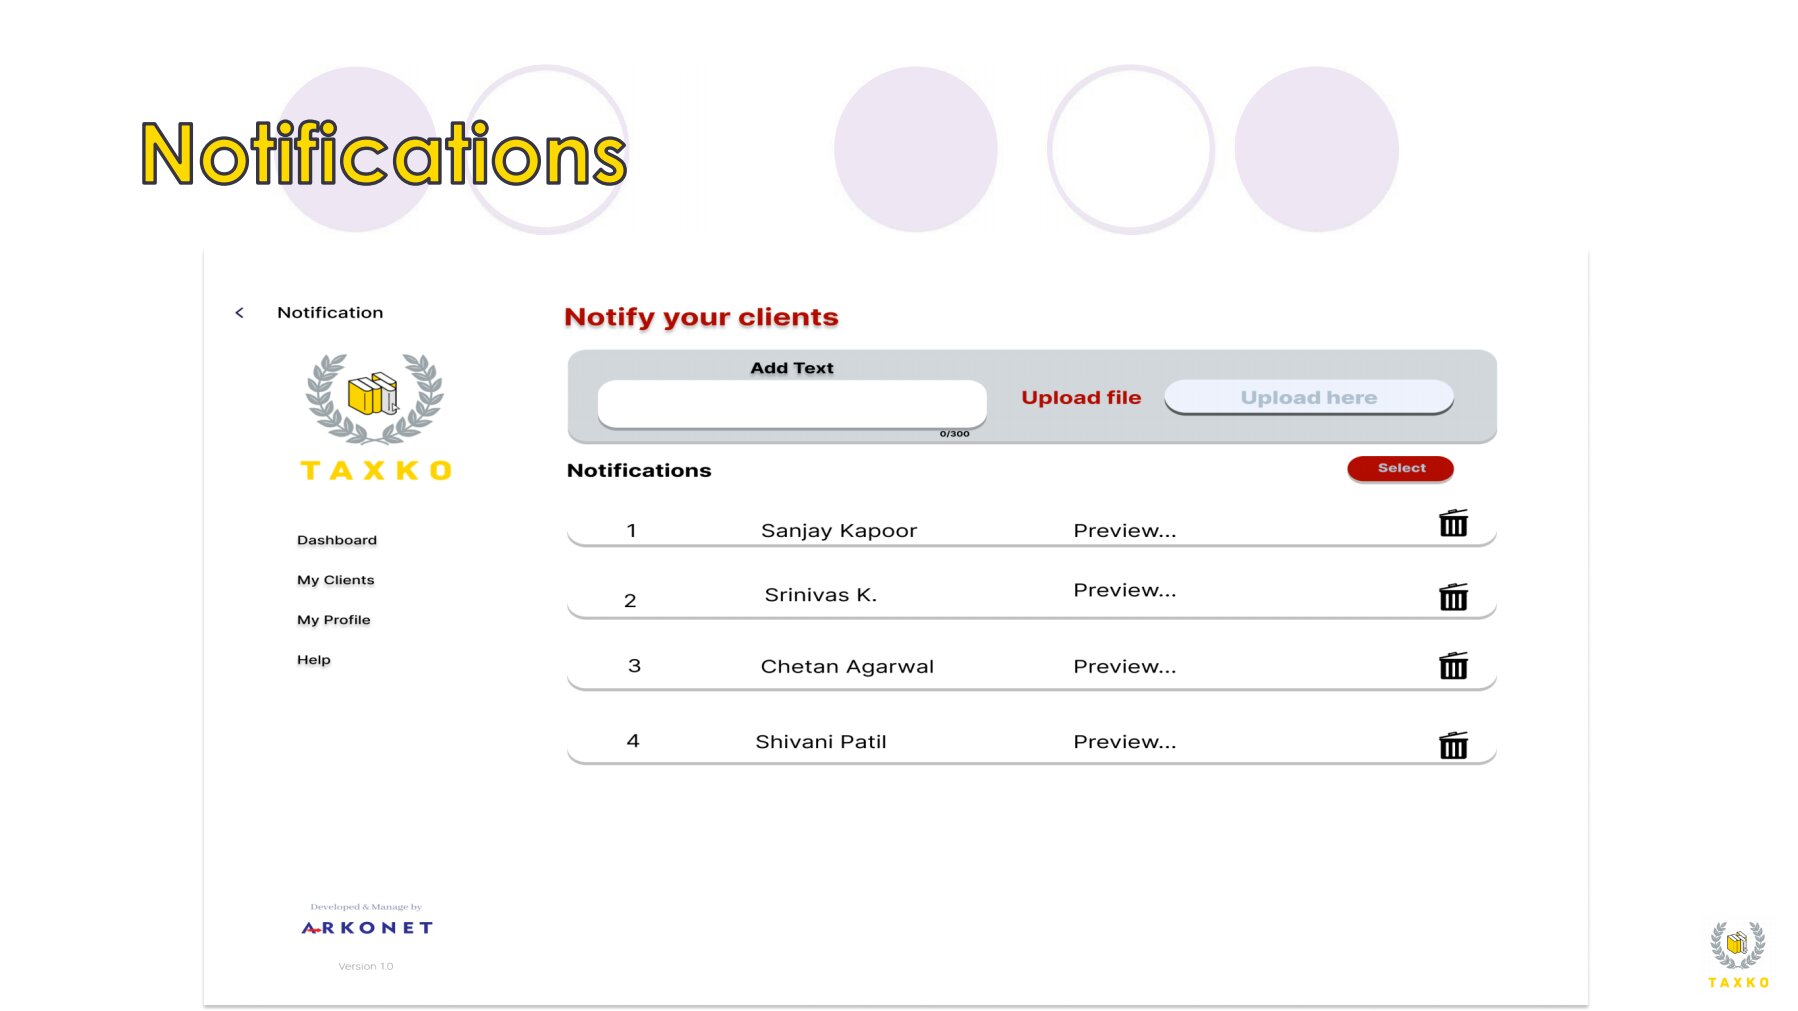 Notifications
< Notification
TAXKO
Dashboard
My Clients
My Profile
Help
Developed & Manage by
ARKONET
Version 1.0
Notify your clients
Add Text
0/300
Upload file
Upload here
Notifications
Select
1 Sanjay Kapoor Preview...
2 Srinivas K. Preview...
3 Chetan Agarwal Preview...
4 Shivani Patil Preview...
TAXKO